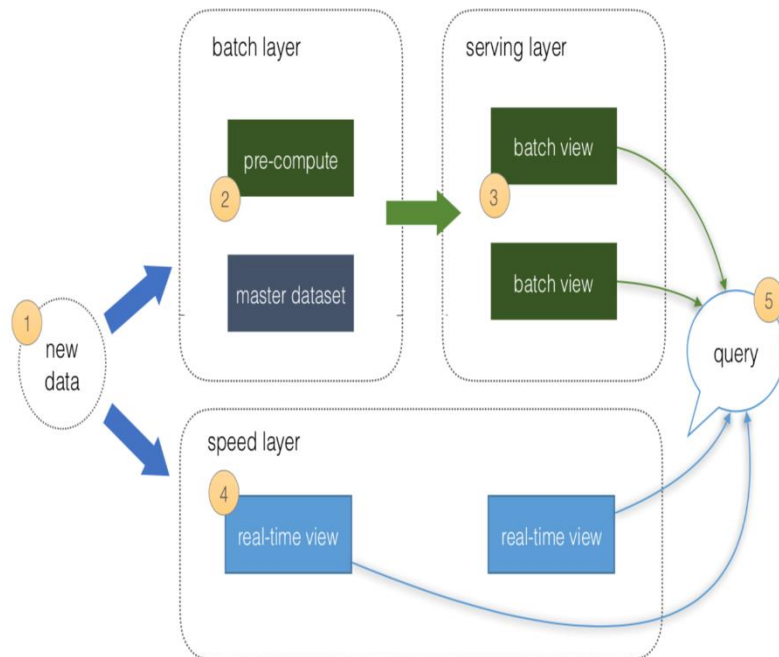 batch layer
serving layer
pre-compute
batch view
2
3
master dataset
batch view
1
new
data
5
query
speed layer
4
real-time view
real-time view